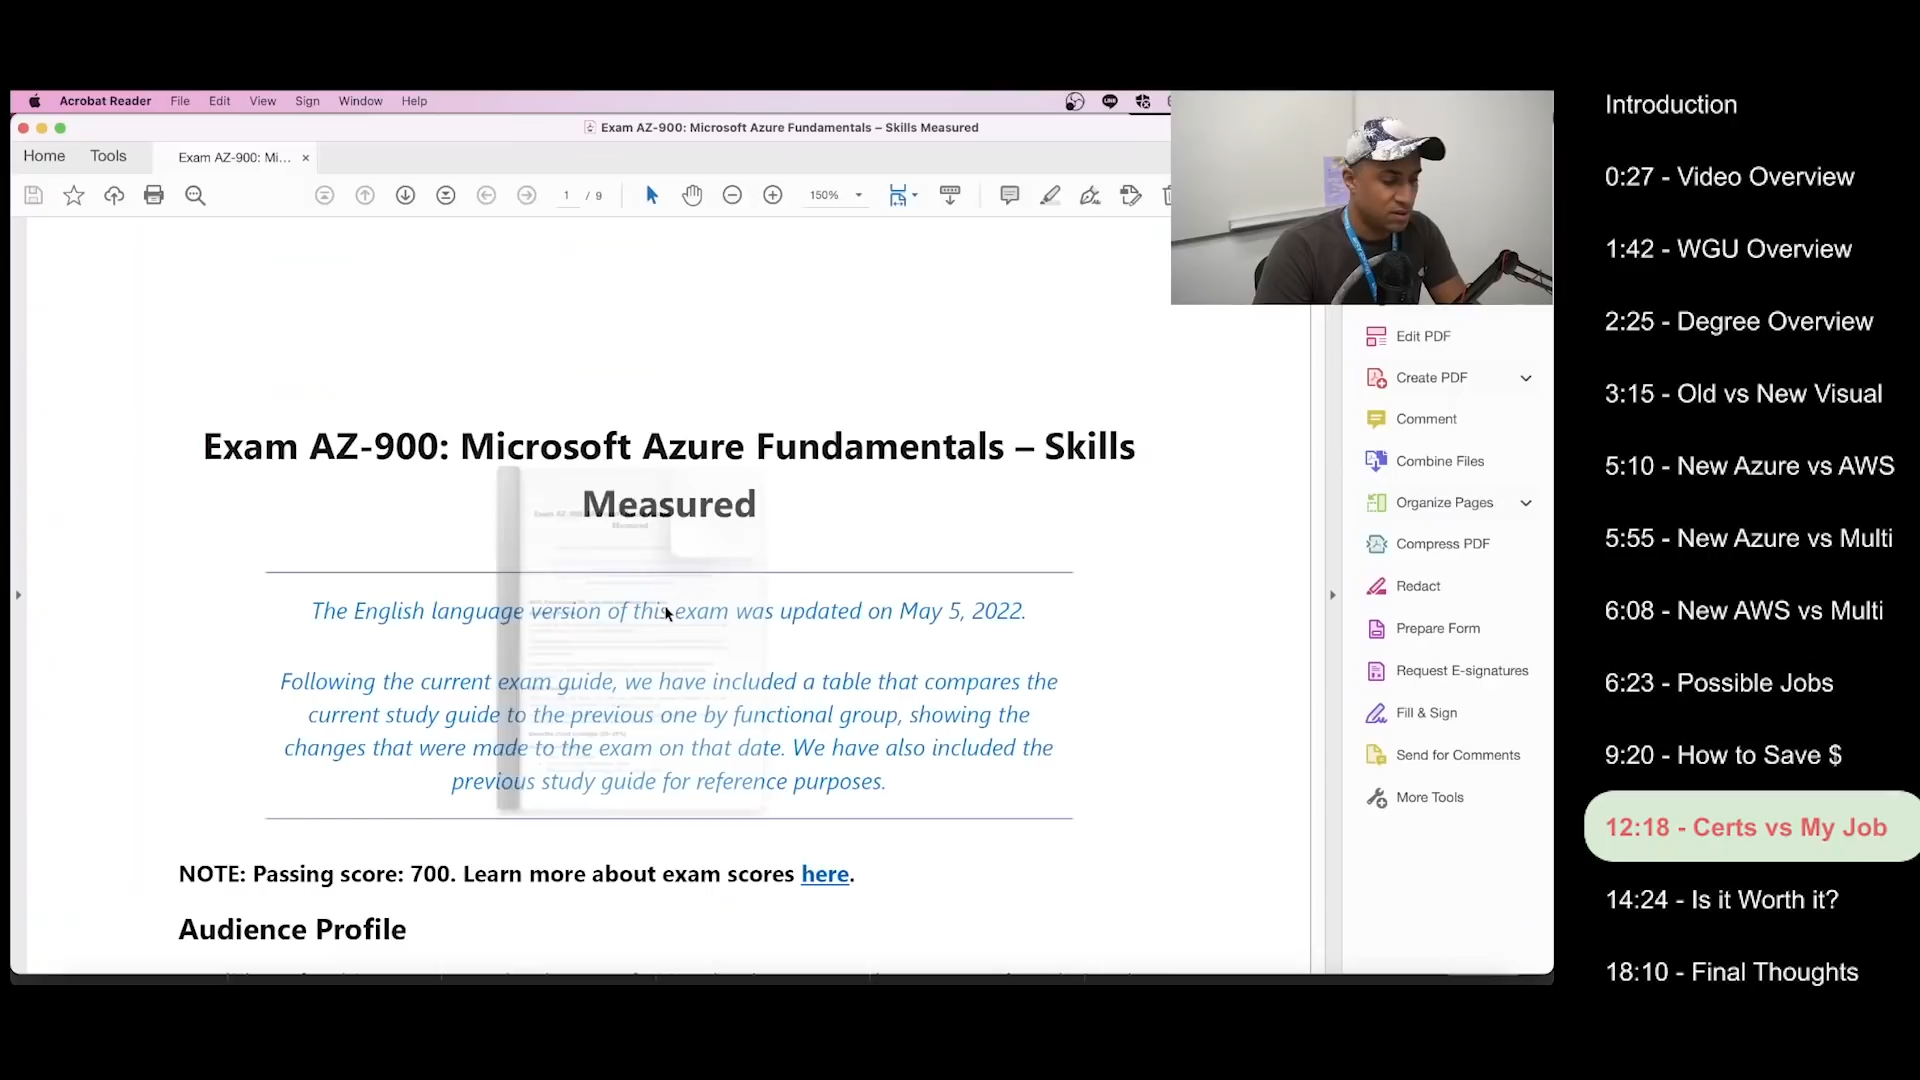 Acrobat Reader File Edit View Sign Window Help
Exam AZ-900: Microsoft Azure Fundamentals – Skills Measured
Home Tools Exam AZ-900: Mi...
1 / 9 150%
Exam AZ-900: Microsoft Azure Fundamentals – Skills
Measured
The English language version of this exam was updated on May 5, 2022.
Following the current exam guide, we have included a table that compares the
current study guide to the previous one by functional group, showing the
changes that were made to the exam on that date. We have also included the
previous study guide for reference purposes.
NOTE: Passing score: 700. Learn more about exam scores here.
Audience Profile
Edit PDF
Create PDF
Comment
Combine Files
Organize Pages
Compress PDF
Redact
Prepare Form
Request E-signatures
Fill & Sign
Send for Comments
More Tools
Introduction
0:27 - Video Overview
1:42 - WGU Overview
2:25 - Degree Overview
3:15 - Old vs New Visual
5:10 - New Azure vs AWS
5:55 - New Azure vs Multi
6:08 - New AWS vs Multi
6:23 - Possible Jobs
9:20 - How to Save $
12:18 - Certs vs My Job
14:24 - Is it Worth it?
18:10 - Final Thoughts